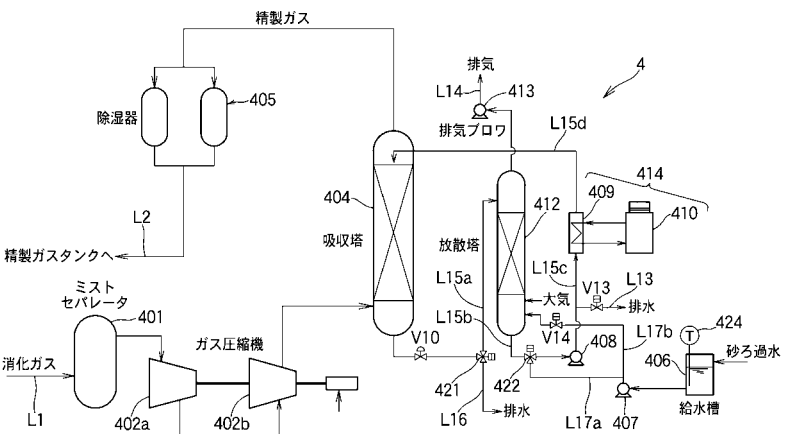 精製ガス
排気
4
L14
413
405
除湿器
排気ブロワ
L15d
414
404
412
409
410
L2
吸収塔
放散塔
精製ガスタンクへ
ミスト
セパレータ
L15a
L15c
V13
L13
401
大気
排水
ガス圧縮機
L15b
V14
424
V10
408
L17b
406
砂ろ過水
消化ガス
421
422
給水槽
L1
402a
402b
L16
排水
L17a
407
T